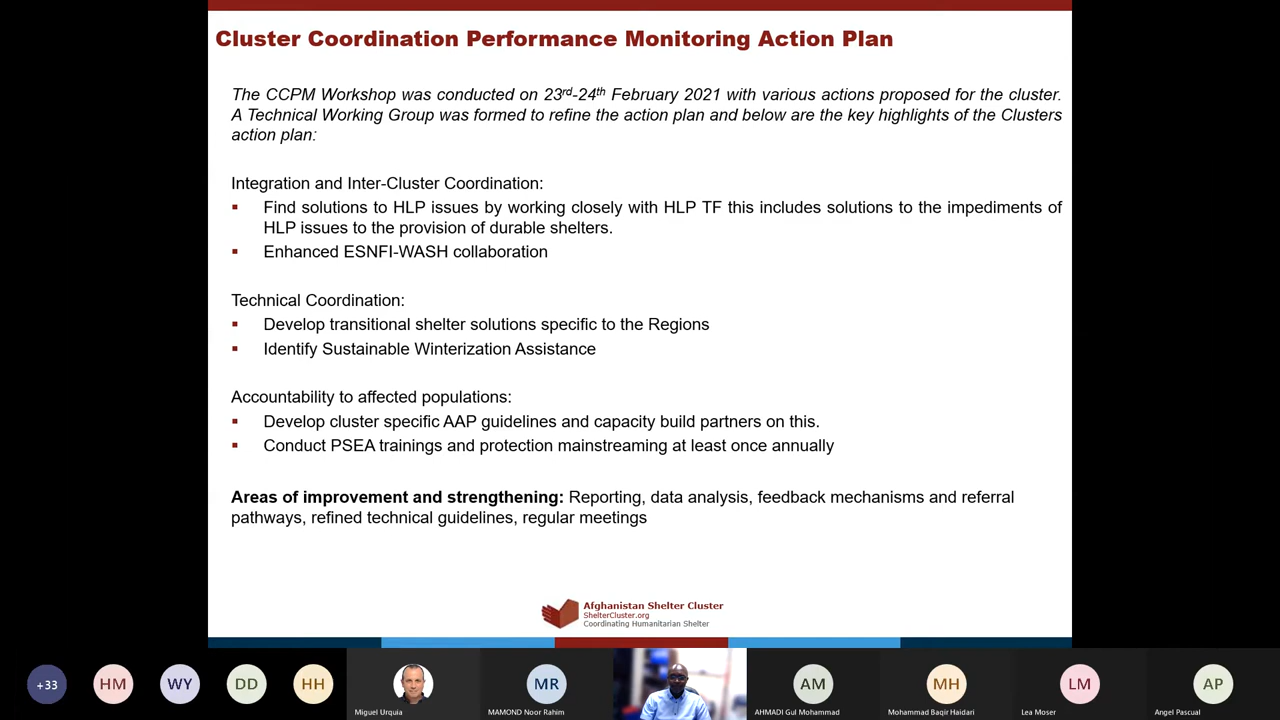 Cluster Coordination Performance Monitoring Action Plan
The CCPM Workshop was conducted on 23rd-24th February 2021 with various actions proposed for the cluster.
A Technical Working Group was formed to refine the action plan and below are the key highlights of the Clusters
action plan:
Integration and Inter-Cluster Coordination:
▪ Find solutions to HLP issues by working closely with HLP TF this includes solutions to the impediments of
HLP issues to the provision of durable shelters.
▪ Enhanced ESNFI-WASH collaboration
Technical Coordination:
▪ Develop transitional shelter solutions specific to the Regions
▪ Identify Sustainable Winterization Assistance
Accountability to affected populations:
▪ Develop cluster specific AAP guidelines and capacity build partners on this.
▪ Conduct PSEA trainings and protection mainstreaming at least once annually
Areas of improvement and strengthening: Reporting, data analysis, feedback mechanisms and referral
pathways, refined technical guidelines, regular meetings
Afghanistan Shelter Cluster
ShelterCluster.org
Coordinating Humanitarian Shelter
+33 HM WY DD HH MR AM MH LM AP
Miguel Urquia MAMOND Noor Rahim AHMADI Gul Mohammad Mohammad Baqir Haidari Lea Moser Angel Pascual